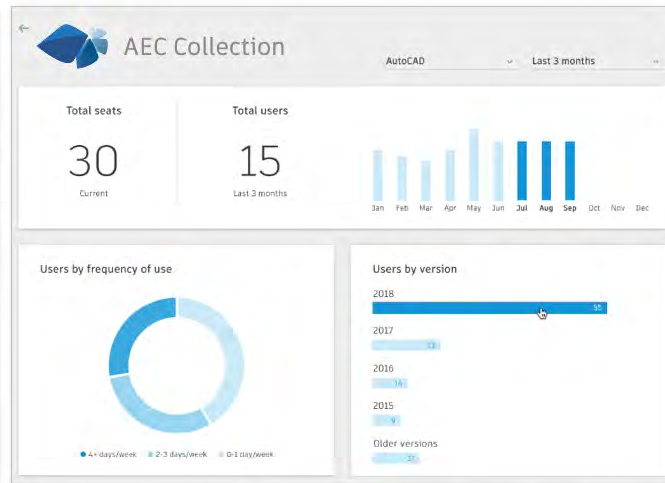 AEC Collection
AutoCAD
Last 3 months
Total seats
Total users
30
15
Current
Last 3 months
Jan Feb Mar Apr May Jun Jul Aug Sep Oct Nov Dec
Users by frequency of use
4+ days/week 2-3 days/week 0-1 day/week
Users by version
2018
2017
2016
16
2015
9
Older versions